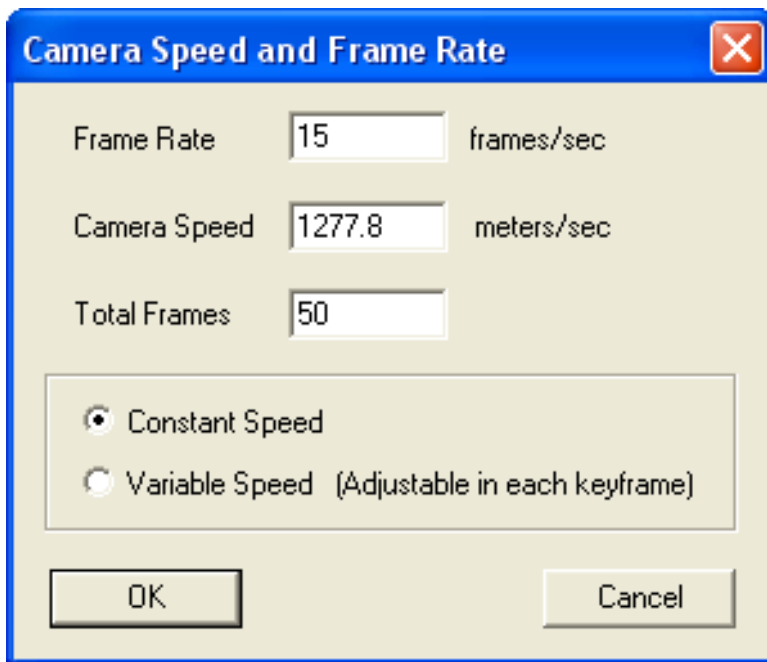 Camera Speed and Frame Rate
Frame Rate 15 frames/sec
Camera Speed 1277.8 meters/sec
Total Frames 50
Constant Speed
Variable Speed (Adjustable in each keyframe)
OK Cancel